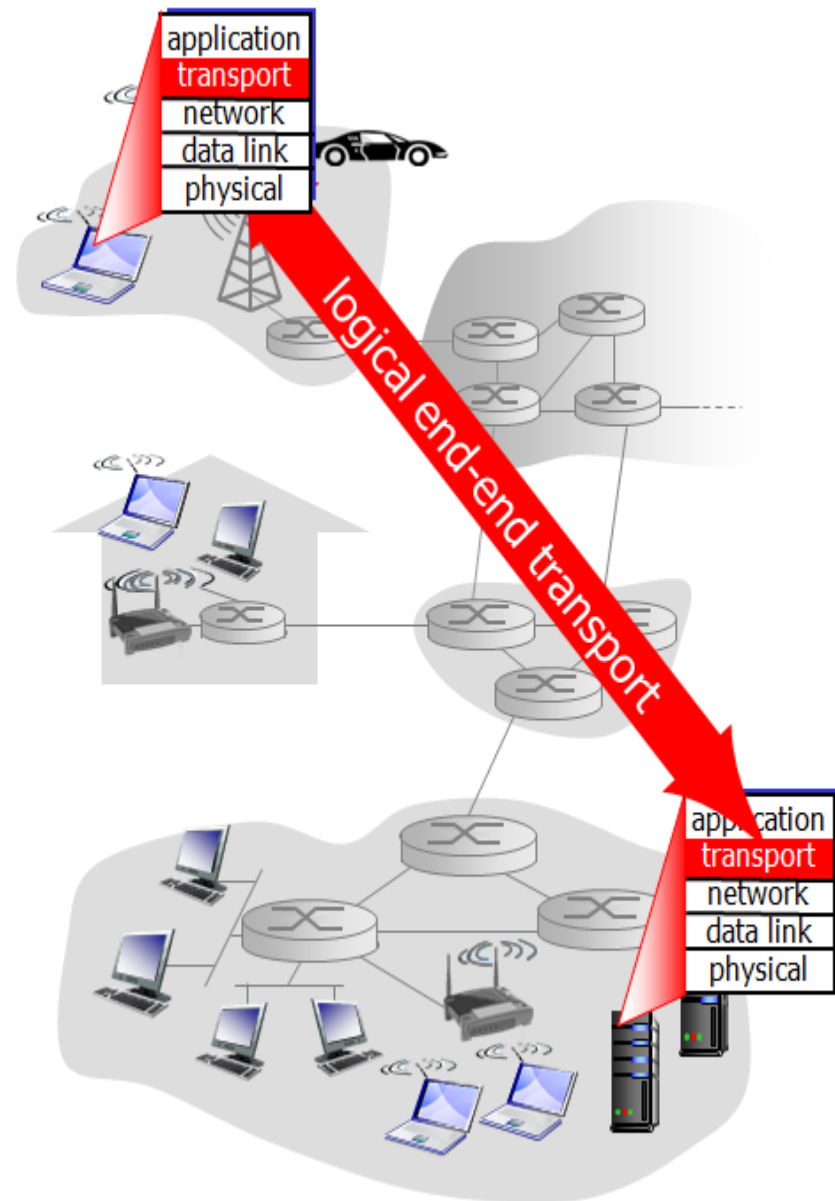 application
transport
network
data link
physical
logical end-end transport
application
transport
network
data link
physical